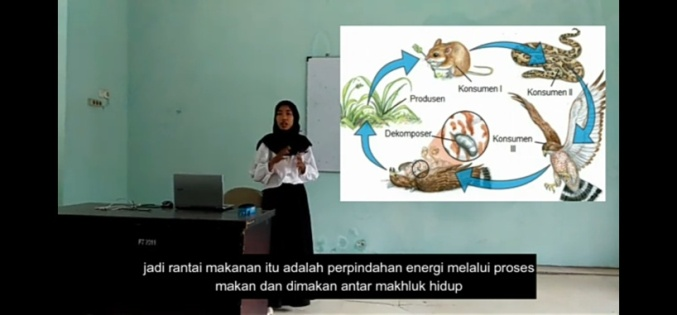 Konsumen I
Konsumen II
Produsen
Dekomposer
Konsumen
III
jadi rantai makanan itu adalah perpindahan energi melalui proses
makan dan dimakan antar makhluk hidup